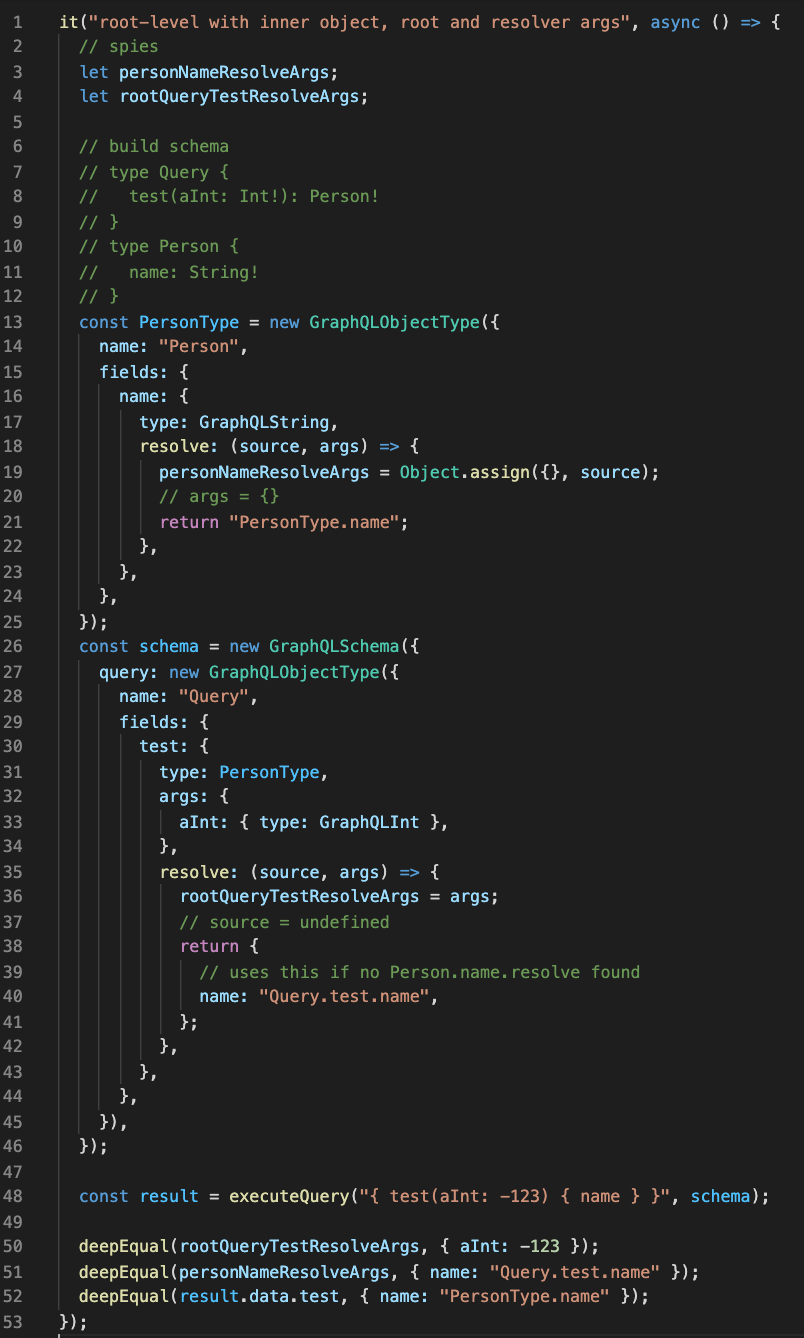 1 it("root-level with inner object, root and resolver args", async () => {
2 // spies
3 let personNameResolveArgs;
4 let rootQueryTestResolveArgs;
5
6 // build schema
7 // type Query {
8 //   test(aInt: Int!): Person!
9 // }
10 // type Person {
11 //   name: String!
12 // }
13 const PersonType = new GraphQLObjectType({
14 name: "Person",
15 fields: {
16 name: {
17 type: GraphQLString,
18 resolve: (source, args) => {
19 personNameResolveArgs = Object.assign({}, source);
20 // args = {}
21 return "PersonType.name";
22 },
23 },
24 },
25 });
26 const schema = new GraphQLSchema({
27 query: new GraphQLObjectType({
28 name: "Query",
29 fields: {
30 test: {
31 type: PersonType,
32 args: {
33 aInt: { type: GraphQLInt },
34 },
35 resolve: (source, args) => {
36 rootQueryTestResolveArgs = args;
37 // source = undefined
38 return {
39 // uses this if no Person.name.resolve found
40 name: "Query.test.name",
41 };
42 },
43 },
44 },
45 }),
46 });
47
48 const result = executeQuery("{ test(aInt: -123) { name } }", schema);
49
50 deepEqual(rootQueryTestResolveArgs, { aInt: -123 });
51 deepEqual(personNameResolveArgs, { name: "Query.test.name" });
52 deepEqual(result.data.test, { name: "PersonType.name" });
53 });